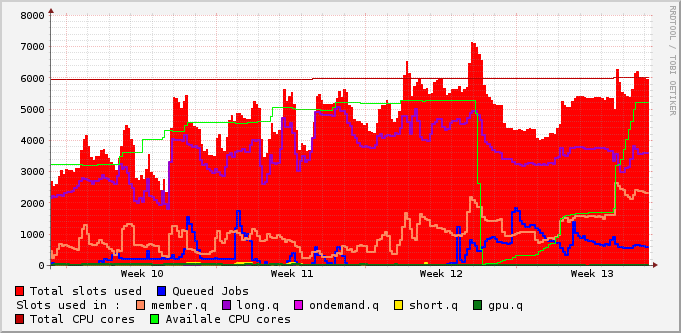 8000
7000
6000
5000
4000
3000
2000
1000
0
Week 10 Week 11 Week 12 Week 13
RRDTOOL / TOBI OETIKER
Total slots used Queued Jobs
Slots used in : member.q long.q ondemand.q short.q gpu.q
Total CPU cores Availale CPU cores